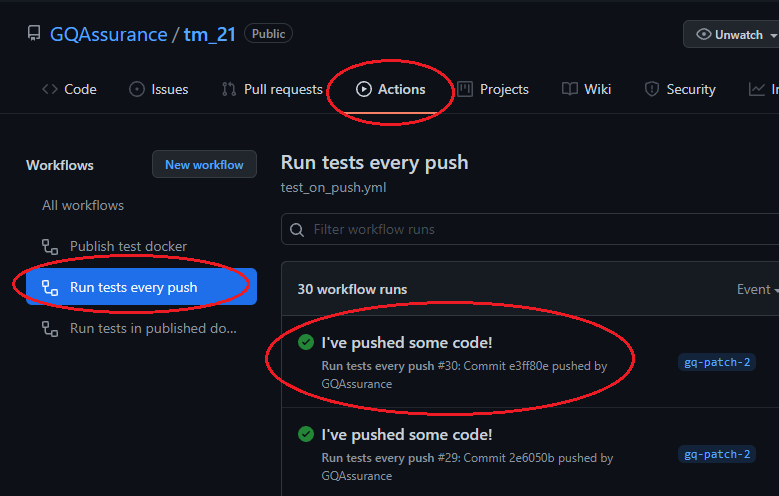 GQAssurance / tm_21 Public
Unwatch
Code Issues Pull requests Actions Projects Wiki Security
Workflows
New workflow
All workflows
Publish test docker
Run tests every push
Run tests in published do...
Run tests every push
test_on_push.yml
Filter workflow runs
30 workflow runs
Event
I've pushed some code!
Run tests every push #30: Commit e3ff80e pushed by
GQAssurance
gq-patch-2
I've pushed some code!
Run tests every push #29: Commit 2e6050b pushed by
GQAssurance
gq-patch-2